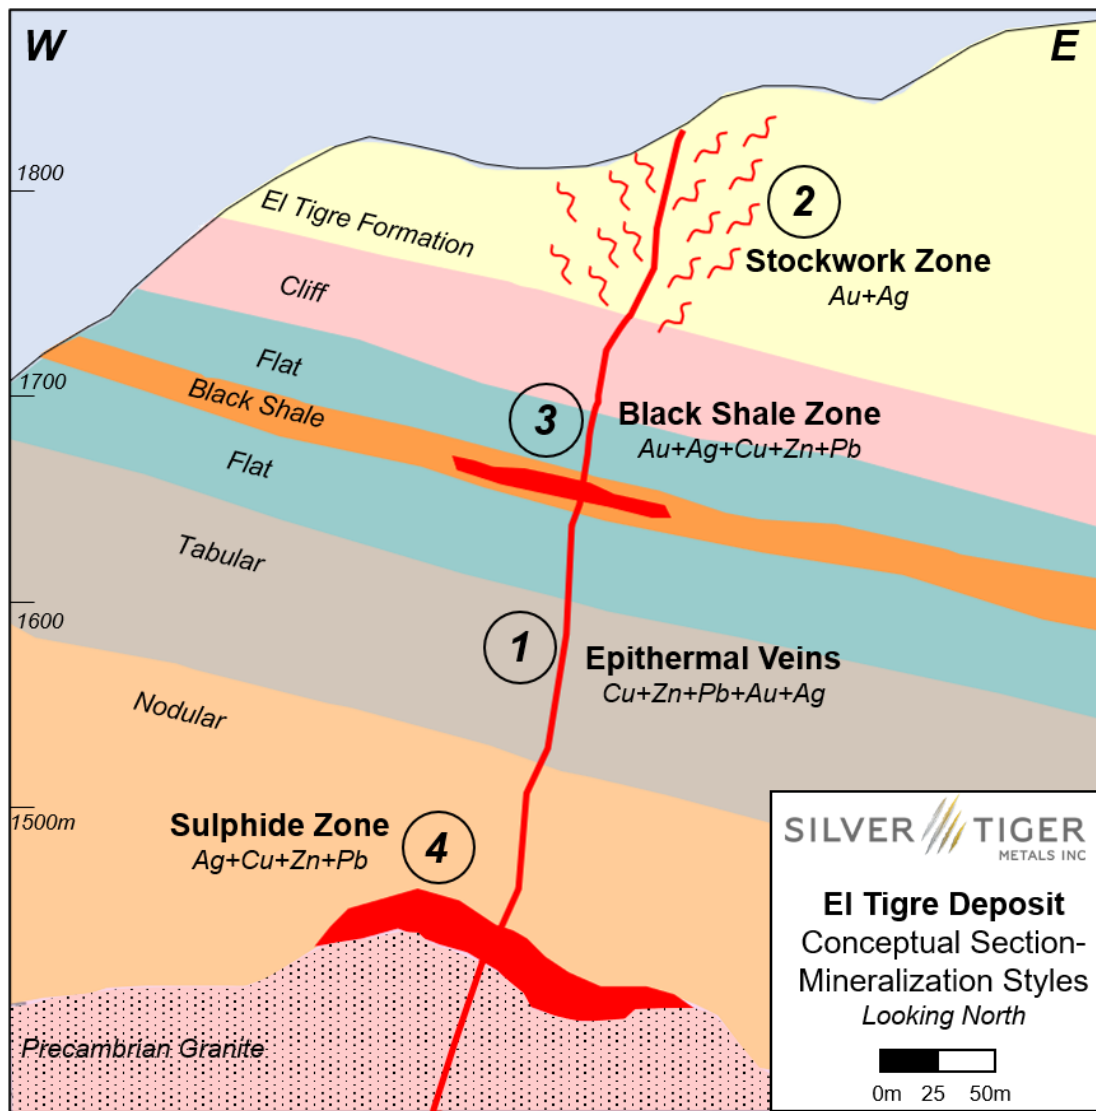 W
E
1800
El Tigre Formation
2
Stockwork Zone
Au+Ag
Cliff
Flat
1700
Black Shale
3
Black Shale Zone
Au+Ag+Cu+Zn+Pb
Flat
Tabular
1600
1
Epithermal Veins
Cu+Zn+Pb+Au+Ag
Nodular
1500m
Sulphide Zone
Ag+Cu+Zn+Pb
4
Precambrian Granite
SILVER TIGER
METALS INC
El Tigre Deposit
Conceptual Section-
Mineralization Styles
Looking North
0m 25 50m